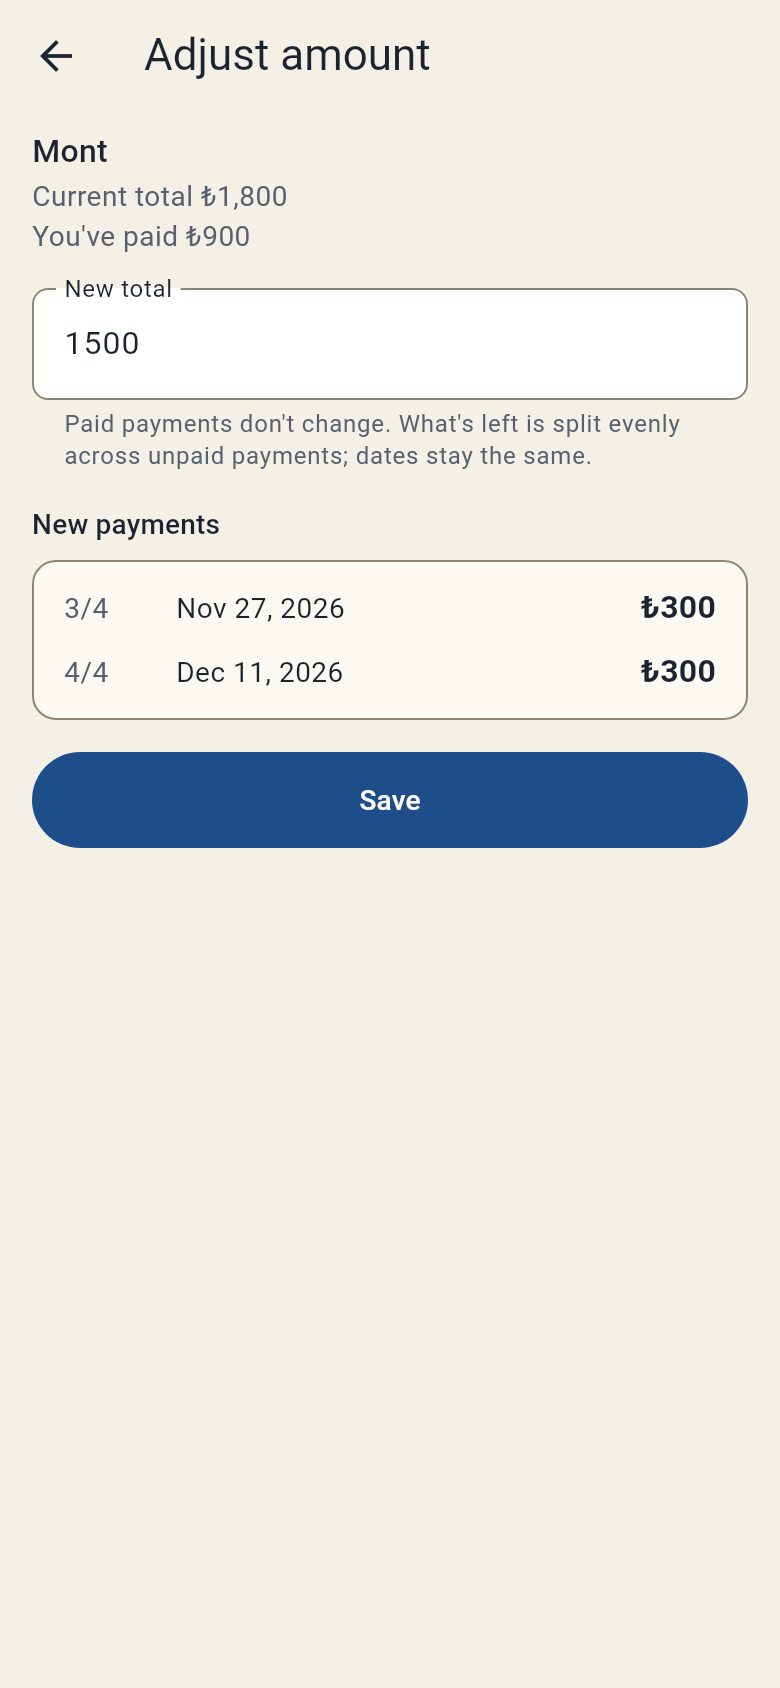 Adjust amount
Mont
Current total ₺1,800
You've paid ₺900
New total
1500
Paid payments don't change. What's left is split evenly
across unpaid payments; dates stay the same.
New payments
3/4 Nov 27, 2026 ₺300
4/4 Dec 11, 2026 ₺300
Save